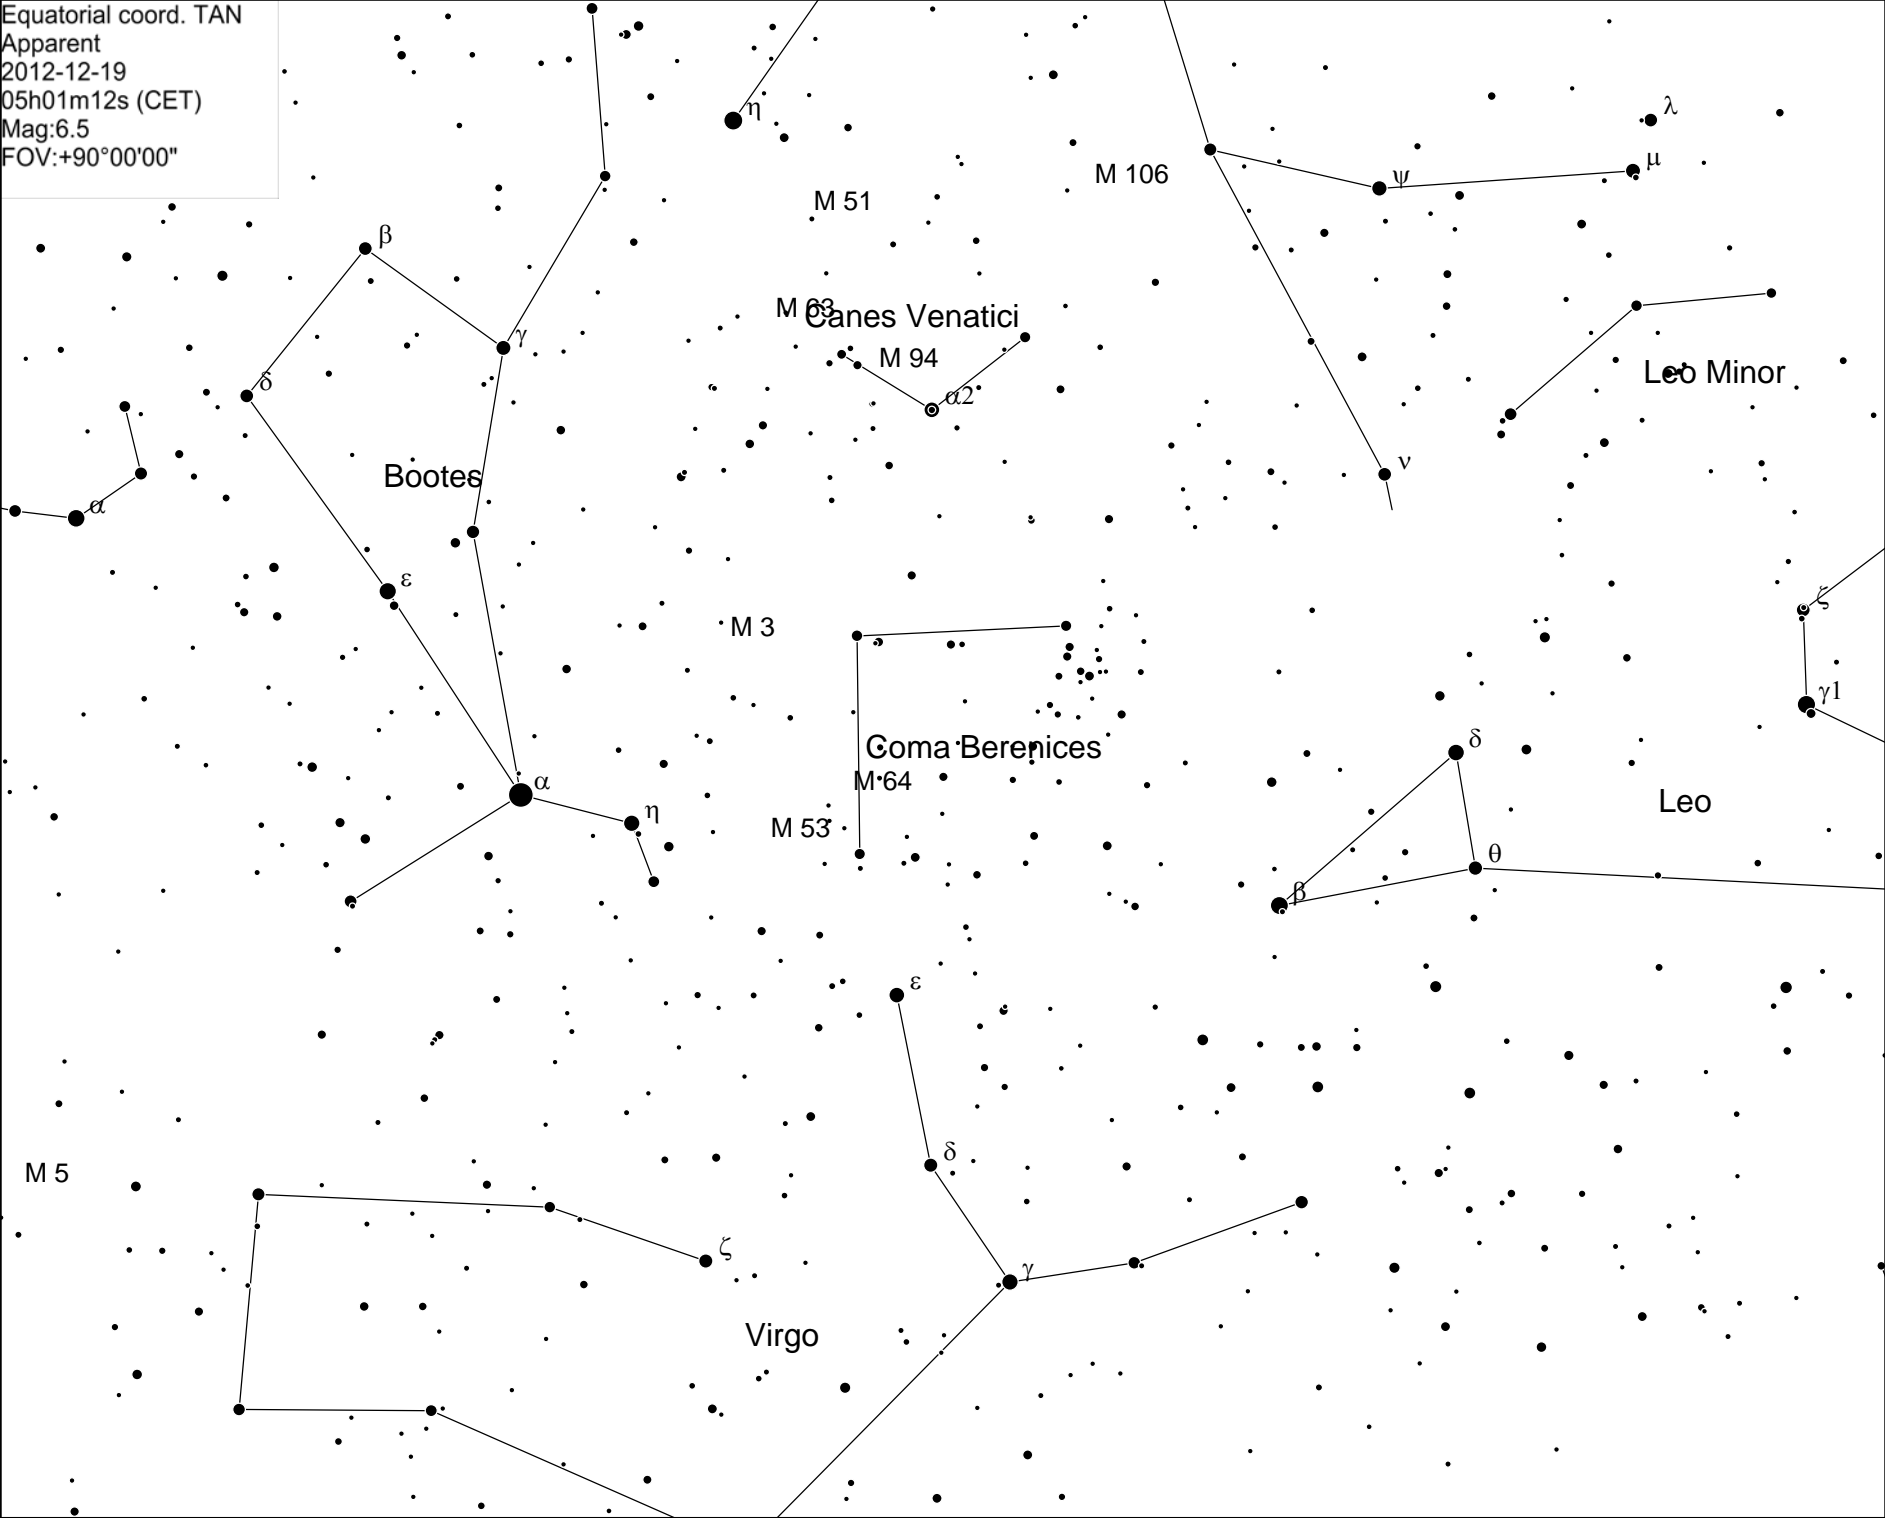 Equatorial coord. TAN
Apparent
2012-12-19
05h01m12s (CET)
Mag:6.5
FOV:+90°00'00"
η
λ
μ
M 106
ψ
M 51
β
M 63
Canes Venatici
γ
M 94
Leo Minor
δ
α2
ν
Bootes
α
ε
ζ
M 3
γ1
δ
Coma Berenices
M 64
α
Leo
η
M 53
θ
β
ε
δ
M 5
ζ
γ
Virgo